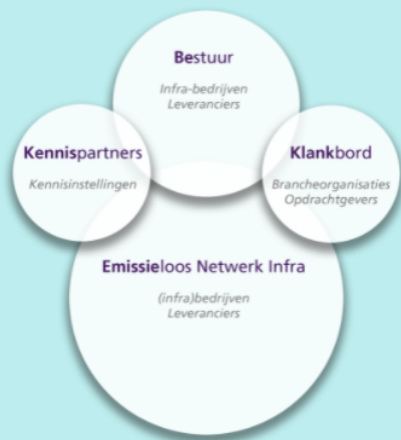 Bestuur
Infra-bedrijven
Leveranciers
Kennispartners
Kennisinstellingen
Klankbord
Brancheorganisaties
Opdrachtgevers
Emissieloos Netwerk Infra
(infra)bedrijven
Leveranciers